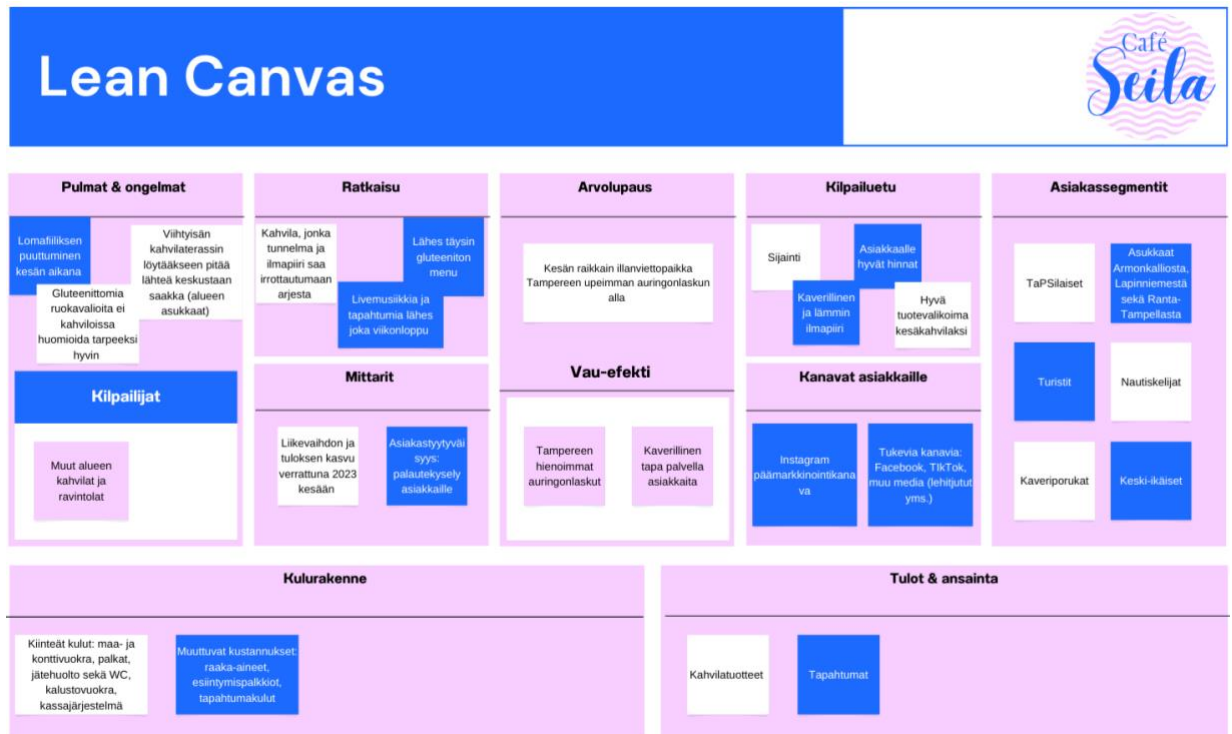 Lean Canvas
Café
Seila
Pulmat & ongelmat
Lomafiiliksen
puuttuminen
kesän aikana
Viihtyisän
kahvilaterassin
löytääkseen pitää
lähteä keskustaan
saakka (alueen
asukkaat)
Gluteenittomia
ruokavalioita ei
kahviloissa
huomioida tarpeeksi
hyvin
Kilpailijat
Muut alueen
kahvilat ja
ravintolat
Ratkaisu
Kahvila, jonka
tunnelma ja
ilmapiiri saa
irrottautumaan
arjesta
Lähes täysin
gluteeniton
menu
Livemusiikkia ja
tapahtumia lähes
joka viikonloppu
Mittarit
Liikevaihdon ja
tuloksen kasvu
verrattuna 2023
kesään
Asiakastyytyväi
syys:
palautekysely
asiakkaille
Arvolupaus
Kesän raikkain illanviettopaikka
Tampereen upeimman auringonlaskun
alla
Vau-efekti
Tampereen
hienoimmat
auringonlaskut
Kaverillinen
tapa palvella
asiakkaita
Kilpailuetu
Sijainti
Asiakkaalle
hyvät hinnat
Kaverillinen
ja lämmin
ilmapiiri
Hyvä
tuotevalikoima
kesäkahvilaksi
Kanavat asiakkaille
Instagram
päämarkkinointikana
va
Tukevia kanavia:
Facebook, TIkTok,
muu media (lehitjutut
yms.)
Asiakassegmentit
TaPSilaiset
Asukkaat
Armonkalliosta,
Lapinniemestä
sekä Ranta-
Tampellasta
Turistit
Nautiskelijat
Kaveriporukat
Keski-ikäiset
Kulurakenne
Kiinteät kulut: maa- ja
konttivuokra, palkat,
jätehuolto sekä WC,
kalustovuokra,
kassajärjestelmä
Muuttuvat kustannukset:
raaka-aineet,
esiintymispalkkiot,
tapahtumakulut
Tulot & ansainta
Kahvilatuotteet
Tapahtumat